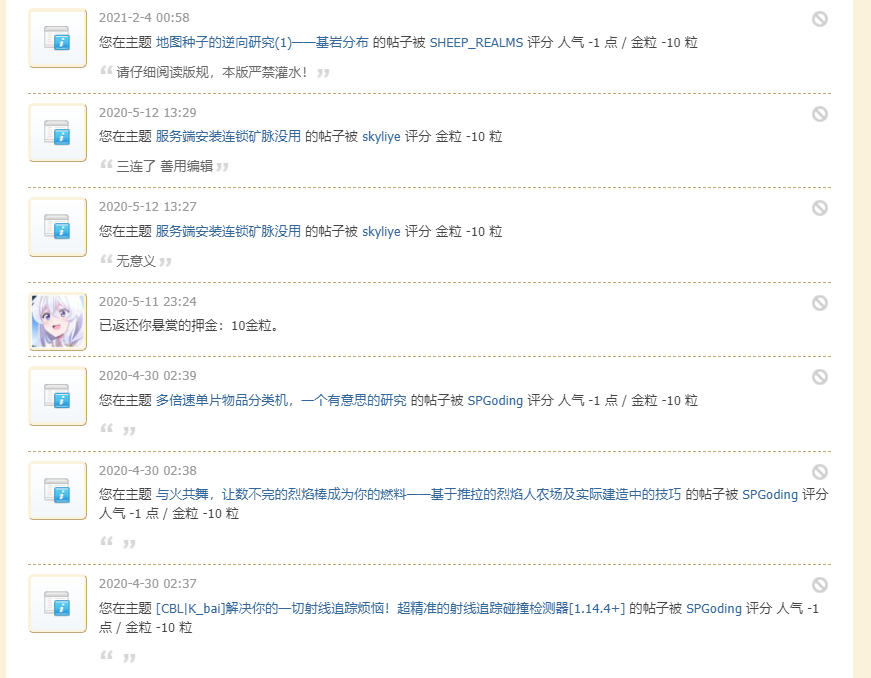 2021-2-4 00:58
您在主题 地图种子的逆向研究(1)——基岩分布 的帖子被 SHEEP_REALMS 评分 人气 -1 点 / 金粒 -10 粒
“ 请仔细阅读版规，本版严禁灌水！ ”
2020-5-12 13:29
您在主题 服务端安装连锁矿脉没用 的帖子被 skyliye 评分 金粒 -10 粒
“ 三连了 善用编辑 ”
2020-5-12 13:27
您在主题 服务端安装连锁矿脉没用 的帖子被 skyliye 评分 金粒 -10 粒
“ 无意义 ”
2020-5-11 23:24
已返还你悬赏的押金：10金粒。
2020-4-30 02:39
您在主题 多倍速单片物品分类机，一个有意思的研究 的帖子被 SPGoding 评分 人气 -1 点 / 金粒 -10 粒
“ ”
2020-4-30 02:38
您在主题 与火共舞，让数不完的烈焰棒成为你的燃料——基于推拉的烈焰人农场及实际建造中的技巧 的帖子被 SPGoding 评分
人气 -1 点 / 金粒 -10 粒
“ ”
2020-4-30 02:37
您在主题 [CBL|K_bai]解决你的一切射线追踪烦恼！超精准的射线追踪碰撞检测器[1.14.4+] 的帖子被 SPGoding 评分 人气 -1
点 / 金粒 -10 粒
“ ”